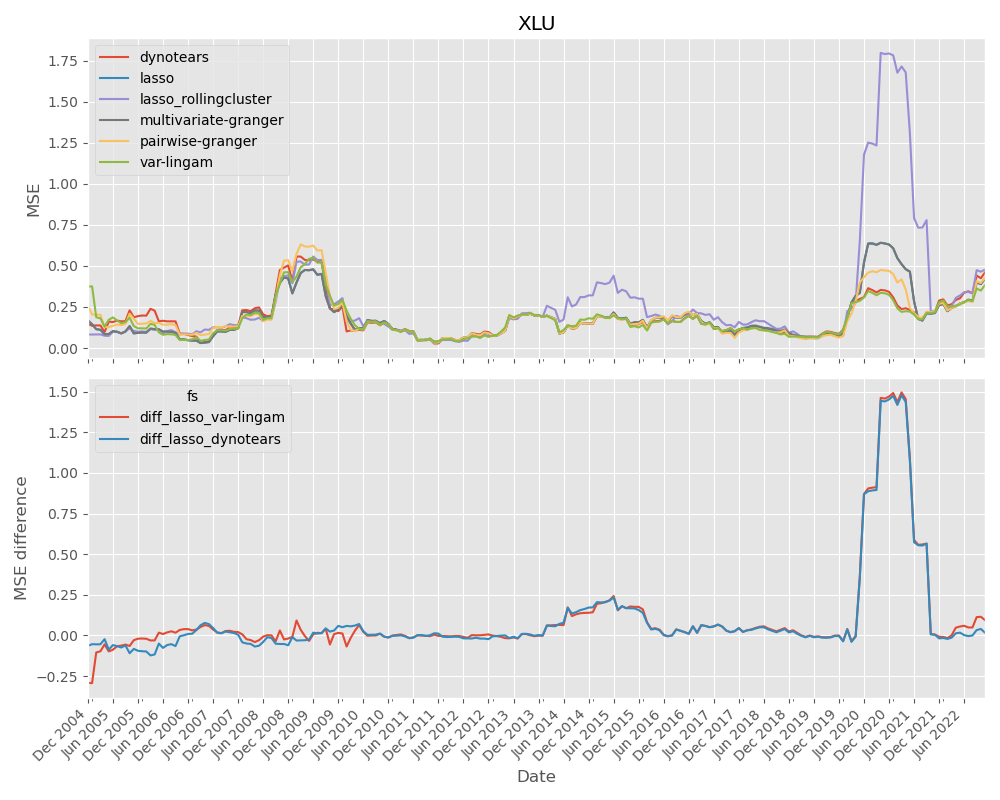 XLU
1.75
1.50
1.25
1.00
0.75
0.50
0.25
0.00
MSE
dynotears
lasso
lasso_rollingcluster
multivariate-granger
pairwise-granger
var-lingam
1.50
1.25
1.00
0.75
0.50
0.25
0.00
−0.25
MSE difference
fs
diff_lasso_var-lingam
diff_lasso_dynotears
Dec 2004
Jun 2005
Dec 2005
Jun 2006
Dec 2006
Jun 2007
Dec 2007
Jun 2008
Dec 2008
Jun 2009
Dec 2009
Jun 2010
Dec 2010
Jun 2011
Dec 2011
Jun 2012
Dec 2012
Jun 2013
Dec 2013
Jun 2014
Dec 2014
Jun 2015
Dec 2015
Jun 2016
Dec 2016
Jun 2017
Dec 2017
Jun 2018
Dec 2018
Jun 2019
Dec 2019
Jun 2020
Dec 2020
Jun 2021
Dec 2021
Jun 2022
Date